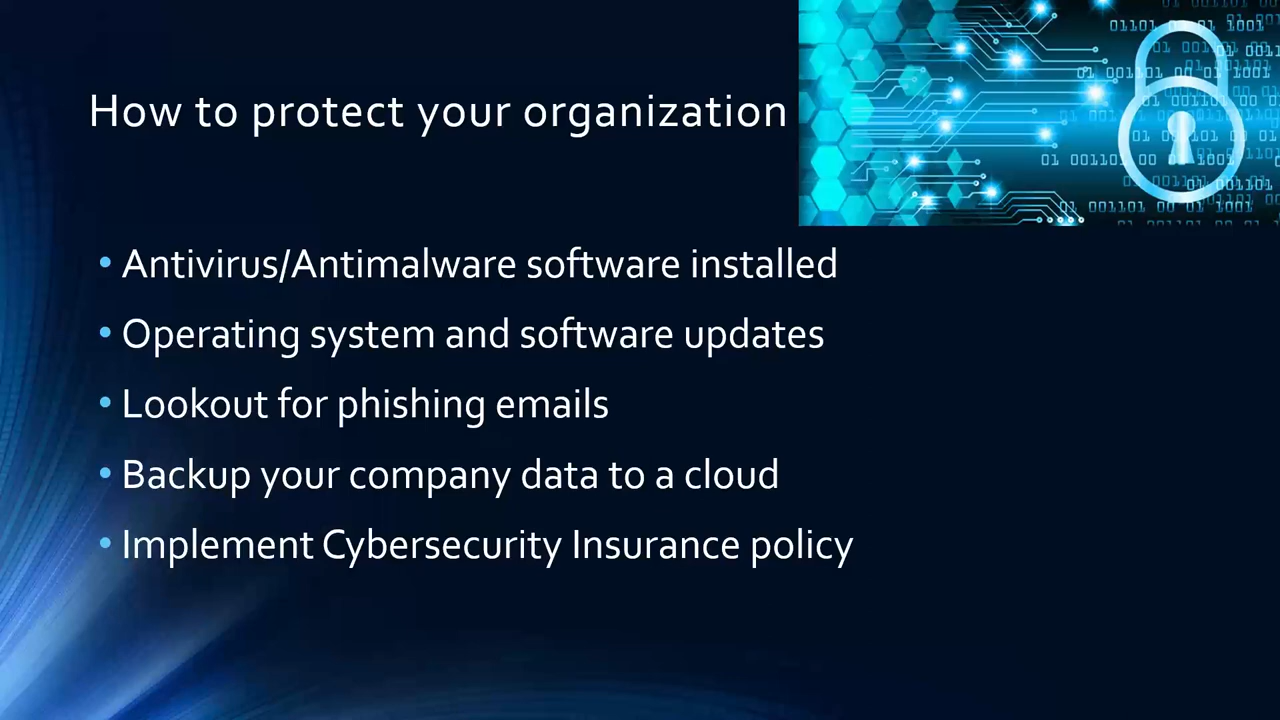 How to protect your organization
• Antivirus/Antimalware software installed
• Operating system and software updates
• Lookout for phishing emails
• Backup your company data to a cloud
• Implement Cybersecurity Insurance policy